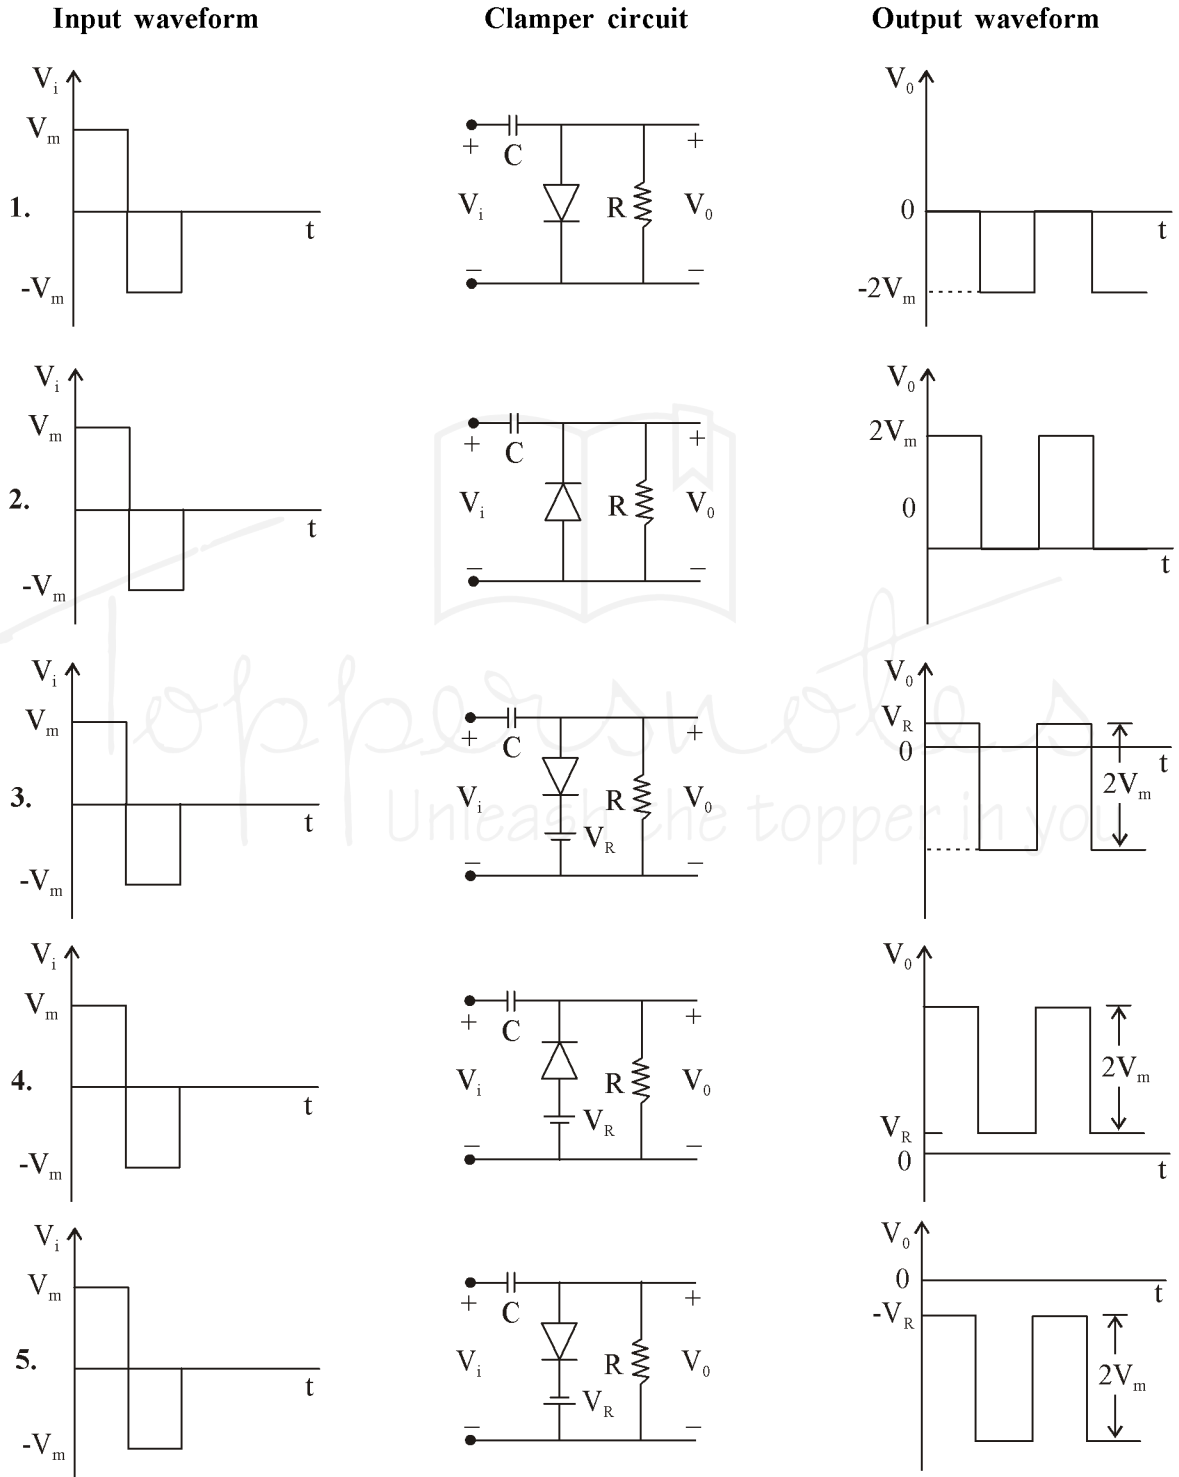 Input waveform Clamper circuit Output waveform
Vi V0
Vm + C +
1. Vi R V0 0
t t
-Vm - - -2Vm
Vi V0
Vm + C + 2Vm
2. Vi R V0 0
t t
-Vm - -
Vi V0
Vm + C + VR
0 t
3. Vi R V0 2Vm
t VR
-Vm - -
Vi V0
Vm + C +
4. Vi R V0 2Vm
t VR VR
-Vm - - 0 t
Vi V0
Vm + C + 0 t
-VR
5. Vi R V0 2Vm
t VR
-Vm - -
Toppersnotes
Unleash the topper in you